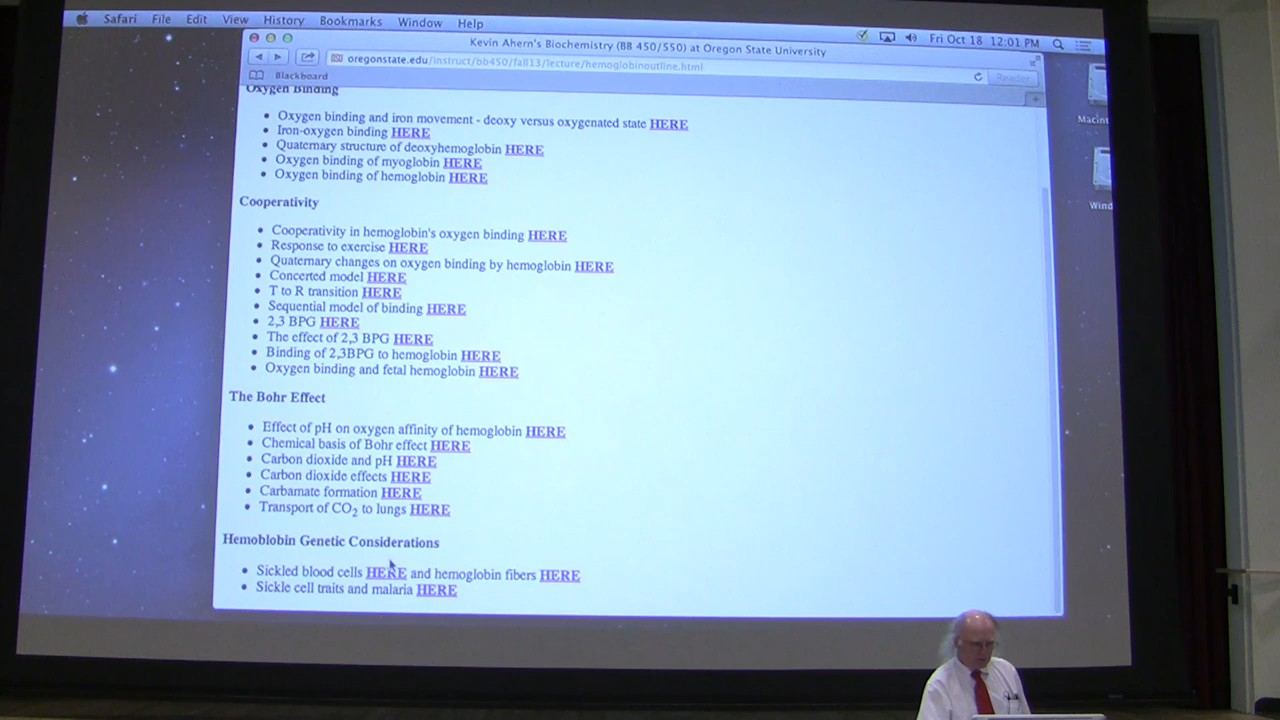 Safari File Edit View History Bookmarks Window Help Fri Oct 18 12:01 PM
Kevin Ahern's Biochemistry (BB 450/550) at Oregon State University
oregonstate.edu/instruct/bb450/fall13/lecture/hemoglobinoutline.html Reader
Blackboard
Oxygen Binding
Oxygen binding and iron movement - deoxy versus oxygenated state HERE
Iron-oxygen binding HERE
Quaternary structure of deoxyhemoglobin HERE
Oxygen binding of myoglobin HERE
Oxygen binding of hemoglobin HERE
Cooperativity
Cooperativity in hemoglobin's oxygen binding HERE
Response to exercise HERE
Quaternary changes on oxygen binding by hemoglobin HERE
Concerted model HERE
T to R transition HERE
Sequential model of binding HERE
2,3 BPG HERE
The effect of 2,3 BPG HERE
Binding of 2,3BPG to hemoglobin HERE
Oxygen binding and fetal hemoglobin HERE
The Bohr Effect
Effect of pH on oxygen affinity of hemoglobin HERE
Chemical basis of Bohr effect HERE
Carbon dioxide and pH HERE
Carbon dioxide effects HERE
Carbamate formation HERE
Transport of CO2 to lungs HERE
Hemoblobin Genetic Considerations
Sickled blood cells HERE and hemoglobin fibers HERE
Sickle cell traits and malaria HERE
Macint
Wind